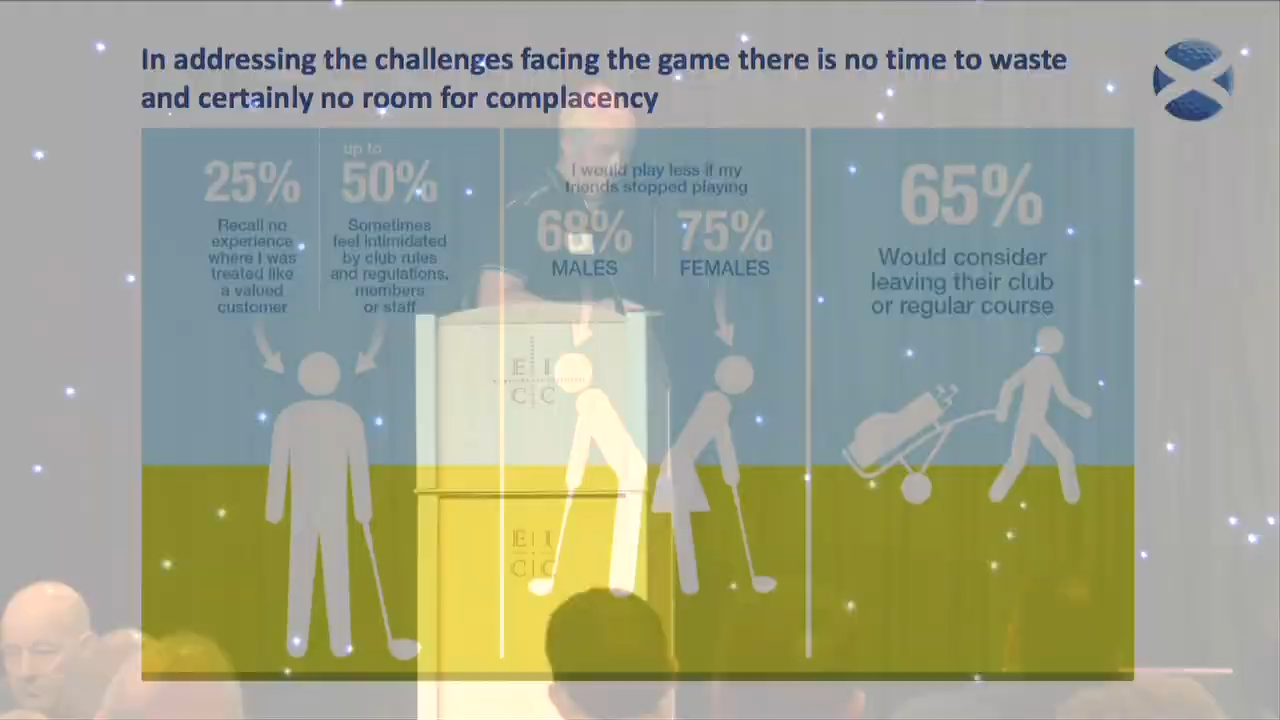 In addressing the challenges facing the game there is no time to waste
and certainly no room for complacency
25%
Recall no
experience
where I was
treated like
a valued
customer
up to
50%
Sometimes
feel intimidated
by club rules
and regulations,
members
or staff
I would play less if my
friends stopped playing
68%
MALES
75%
FEMALES
65%
Would consider
leaving their club
or regular course
E I
C C
E I
C C